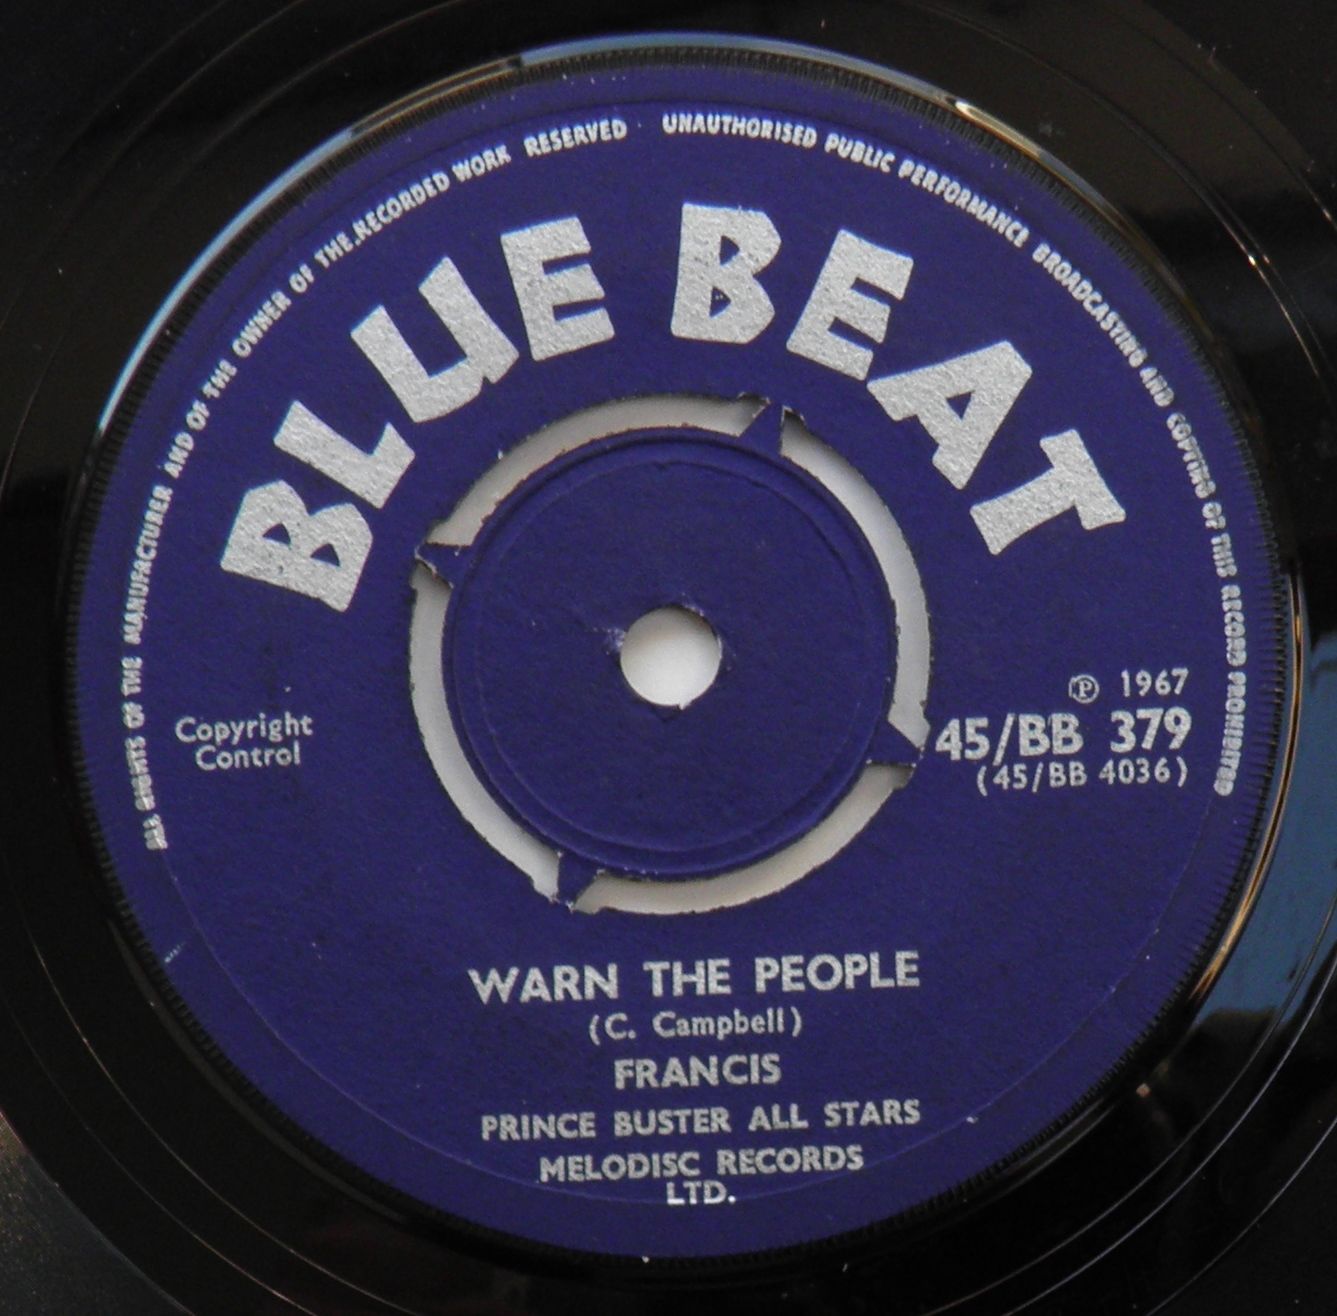 ALL RIGHTS OF THE MANUFACTURER AND OF THE OWNER OF THE RECORDED WORK RESERVED
UNAUTHORISED PUBLIC PERFORMANCE BROADCASTING AND COPYING OF THIS RECORD PROHIBITED
BLUE BEAT
Copyright
Control
Ⓟ 1967
45/BB 379
(45/BB 4036)
WARN THE PEOPLE
(C. Campbell)
FRANCIS
PRINCE BUSTER ALL STARS
MELODISC RECORDS
LTD.